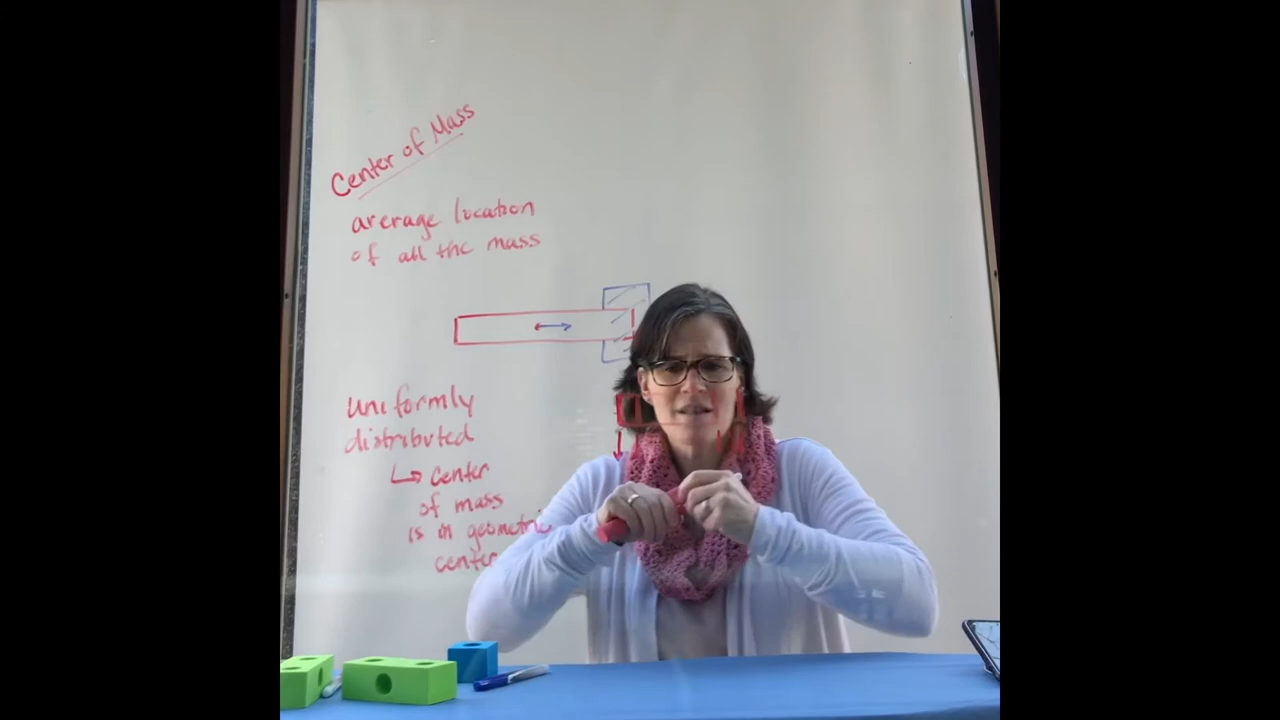 Center of Mass
average location
of all the mass
uniformly
distributed
↳ center
of mass
is in geometric
center